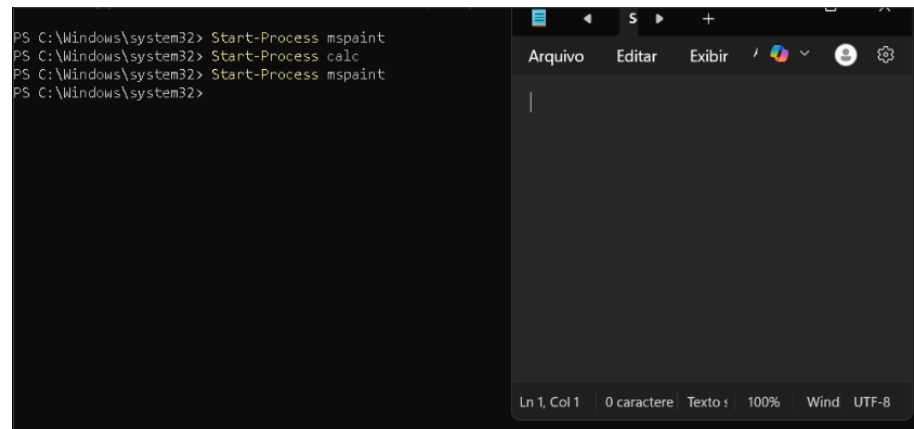 PS C:\Windows\system32> Start-Process mspaint
PS C:\Windows\system32> Start-Process calc
PS C:\Windows\system32> Start-Process mspaint
PS C:\Windows\system32>
S
Arquivo Editar Exibir
Ln 1, Col 1 0 caractere Texto 100% Wind UTF-8